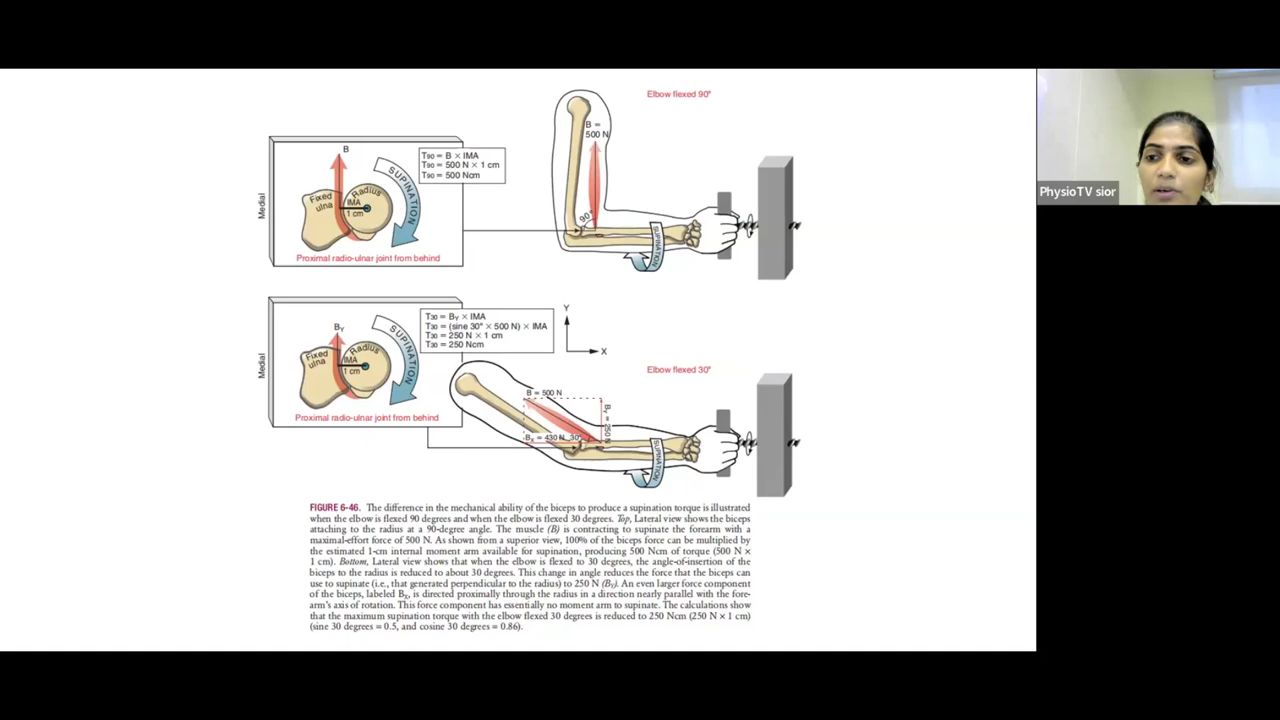 Elbow flexed 90°
B =
500 N
B
T90 = B × IMA
T90 = 500 N × 1 cm
T90 = 500 Ncm
SUPINATION
Radius
Fixed
ulna
IMA
1 cm
Medial
90°
SUPINATION
Proximal radio-ulnar joint from behind
PhysioTV sior
T30 = BY × IMA
T30 = (sine 30° × 500 N) × IMA
T30 = 250 N × 1 cm
T30 = 250 Ncm
Y
X
BY
SUPINATION
Radius
Fixed
ulna
IMA
1 cm
Medial
Elbow flexed 30°
B = 500 N
BY = 250 N
BX = 430 N
30°
SUPINATION
Proximal radio-ulnar joint from behind
FIGURE 6-46. The difference in the mechanical ability of the biceps to produce a supination torque is illustrated
when the elbow is flexed 90 degrees and when the elbow is flexed 30 degrees. Top, Lateral view shows the biceps
attaching to the radius at a 90-degree angle. The muscle (B) is contracting to supinate the forearm with a
maximal-effort force of 500 N. As shown from a superior view, 100% of the biceps force can be multiplied by
the estimated 1-cm internal moment arm available for supination, producing 500 Ncm of torque (500 N ×
1 cm). Bottom, Lateral view shows that when the elbow is flexed to 30 degrees, the angle-of-insertion of the
biceps to the radius is reduced to about 30 degrees. This change in angle reduces the force that the biceps can
use to supinate (i.e., that generated perpendicular to the radius) to 250 N (BY). An even larger force component
of the biceps, labeled BX, is directed proximally through the radius in a direction nearly parallel with the fore-
arm's axis of rotation. This force component has essentially no moment arm to supinate. The calculations show
that the maximum supination torque with the elbow flexed 30 degrees is reduced to 250 Ncm (250 N × 1 cm)
(sine 30 degrees = 0.5, and cosine 30 degrees = 0.86).